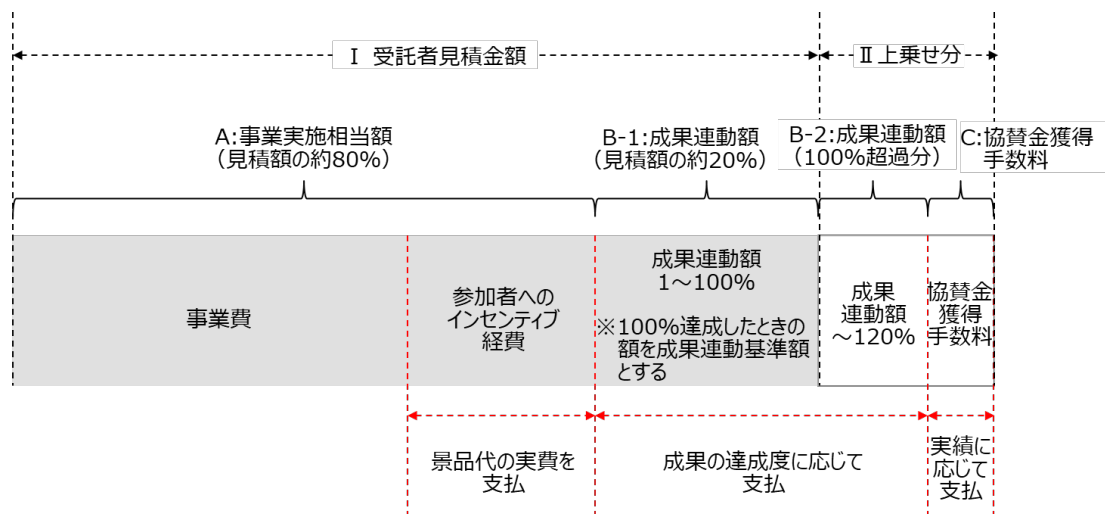 Ⅰ 受託者見積金額
Ⅱ上乗せ分
A:事業実施相当額
（見積額の約80%）
B-1:成果連動額
（見積額の約20%）
B-2:成果連動額
（100%超過分）
C:協賛金獲得
手数料
事業費
参加者への
インセンティブ
経費
成果連動額
1～100%
※100%達成したときの
額を成果連動基準額
とする
成果
連動額
～120%
協賛金
獲得
手数料
景品代の実費を
支払
成果の達成度に応じて
支払
実績に
応じて
支払